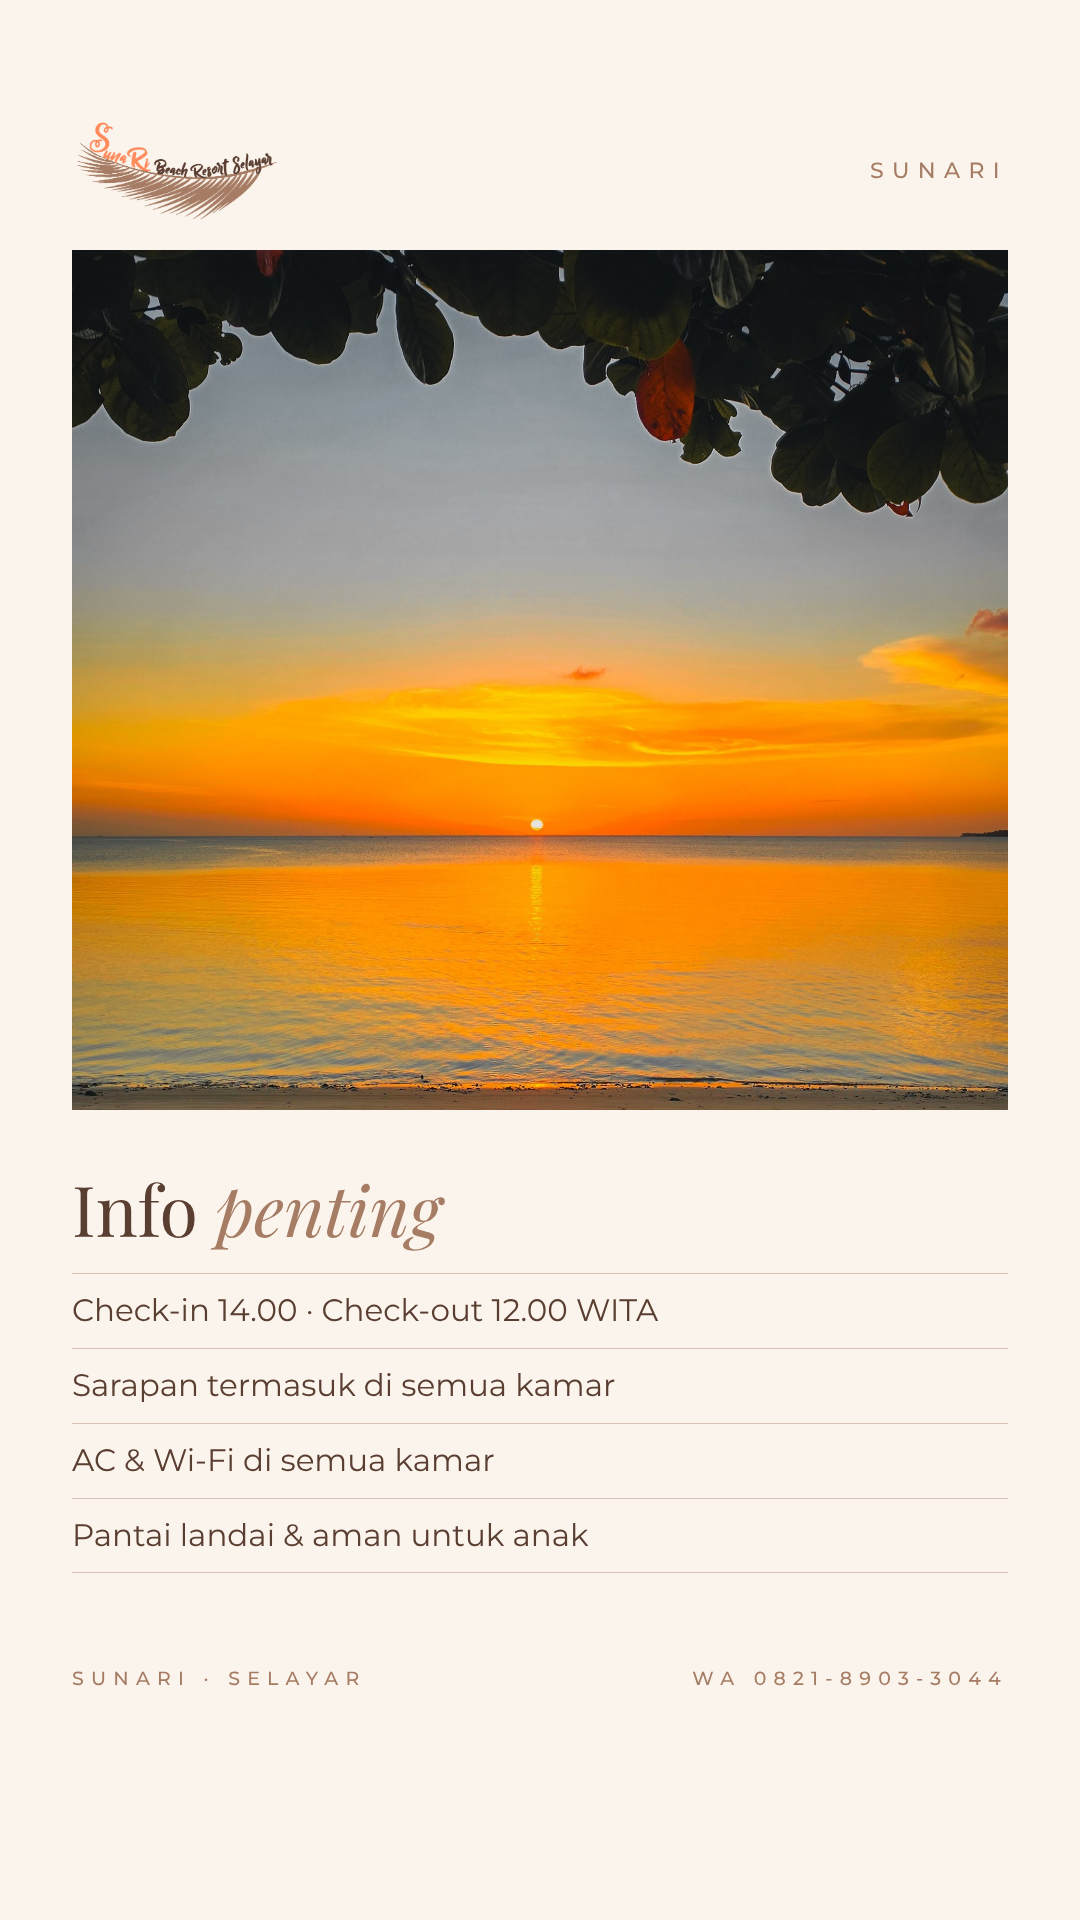 SunaRi Beach Resort Selayar
SUNARI
Info penting
Check-in 14.00 · Check-out 12.00 WITA
Sarapan termasuk di semua kamar
AC & Wi-Fi di semua kamar
Pantai landai & aman untuk anak
SUNARI · SELAYAR
WA 0821-8903-3044